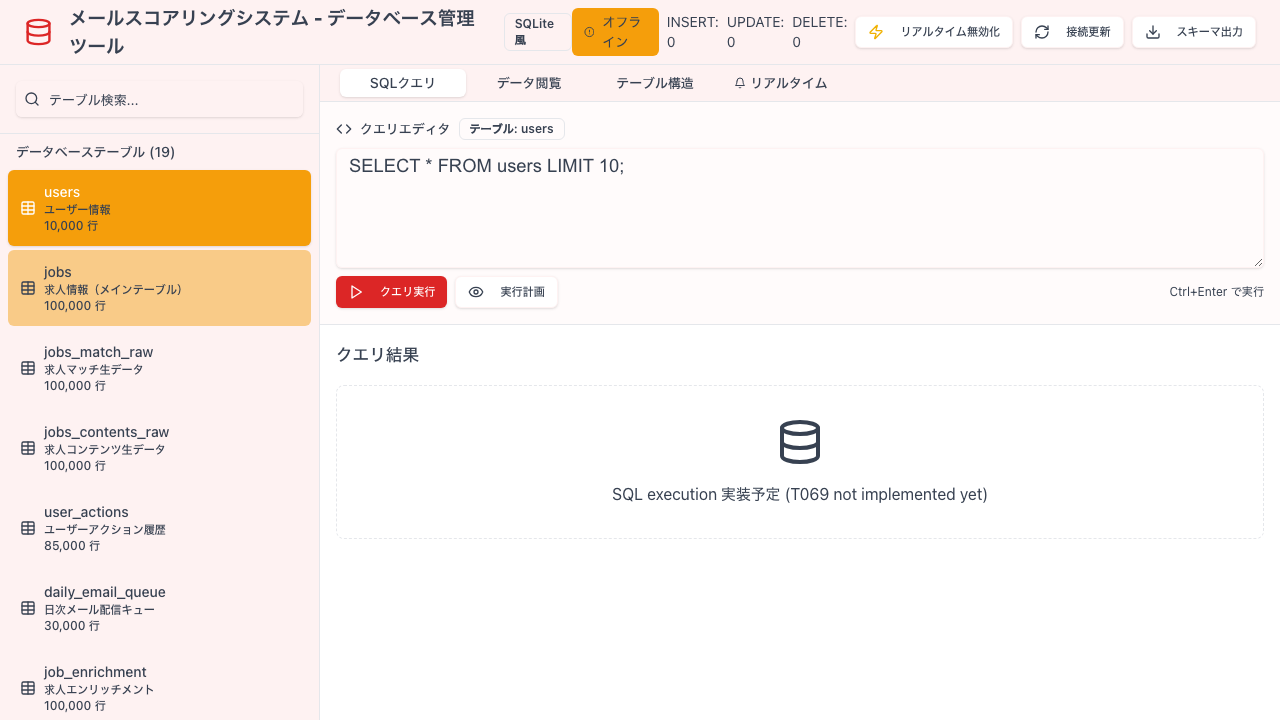 メールスコアリングシステム - データベース管理
ツール
SQLite
風
オフラ
イン
INSERT:
0
UPDATE:
0
DELETE:
0
リアルタイム無効化
接続更新
スキーマ出力
テーブル検索...
データベーステーブル (19)
users
ユーザー情報
10,000 行
jobs
求人情報（メインテーブル）
100,000 行
jobs_match_raw
求人マッチ生データ
100,000 行
jobs_contents_raw
求人コンテンツ生データ
100,000 行
user_actions
ユーザーアクション履歴
85,000 行
daily_email_queue
日次メール配信キュー
30,000 行
job_enrichment
求人エンリッチメント
100,000 行
SQLクエリ
データ閲覧
テーブル構造
リアルタイム
クエリエディタ
テーブル: users
SELECT * FROM users LIMIT 10;
クエリ実行
実行計画
Ctrl+Enter で実行
クエリ結果
SQL execution 実装予定 (T069 not implemented yet)